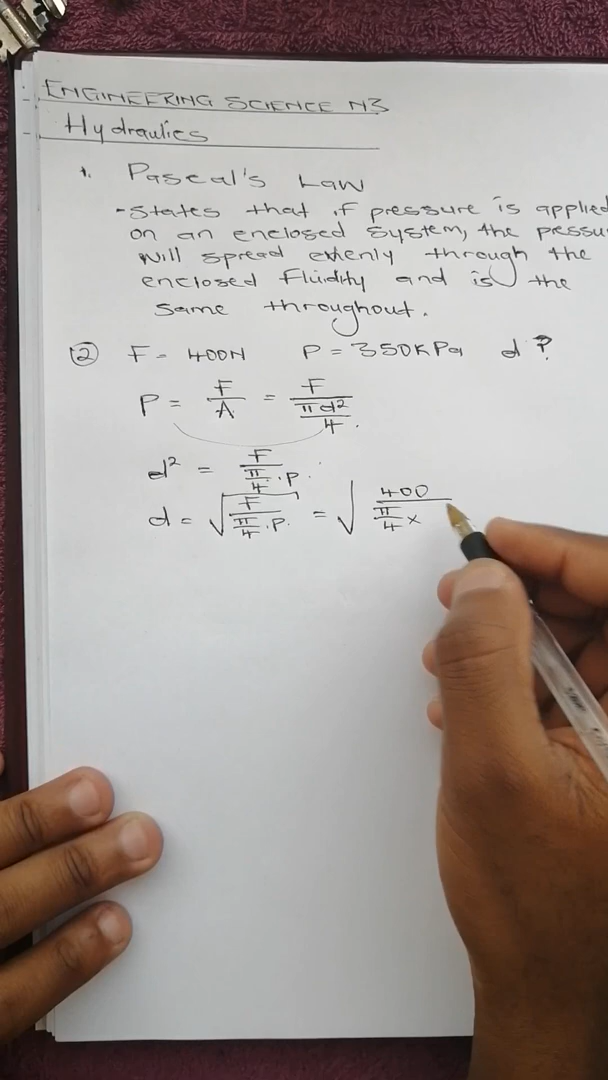 ENGINEERING SCIENCE N3
Hydraulics
1. Pascal's Law
- states that if pressure is applied
on an enclosed system, the pessu
will spread evenly through the
enclosed fluidity and is the
same throughout.
② F = 400N P = 350KPa d ?
P = F/A = F/(πd²/4).
d² = F/(π/4 · P)
d = √(F/(π/4 · P)) = √(400/(π/4 ×